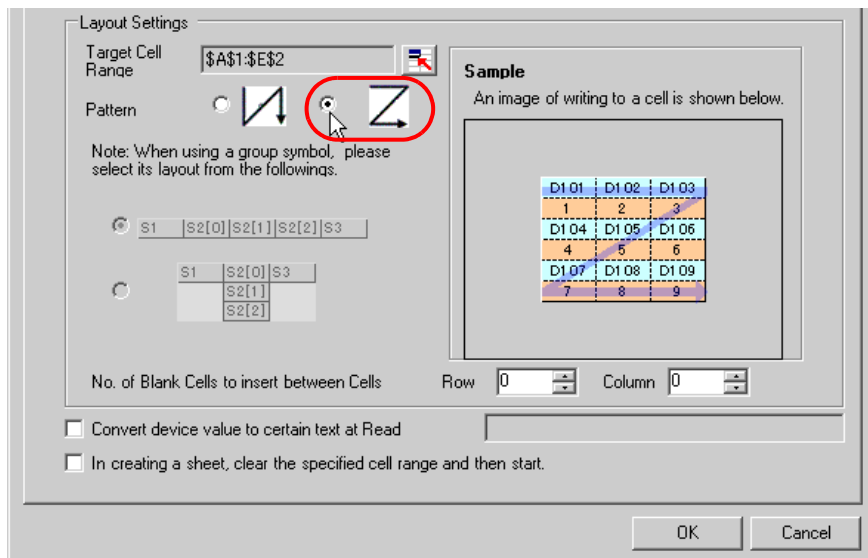 Layout Settings
Target Cell
Range
$A$1:$E$2
Pattern
Note: When using a group symbol, please
select its layout from the followings.
S1 S2[0] S2[1] S2[2] S3
S1 S2[0] S3
S2[1]
S2[2]
Sample
An image of writing to a cell is shown below.
D101 D102 D103
1 2 3
D104 D105 D106
4 5 6
D107 D108 D109
7 8 9
No. of Blank Cells to insert between Cells Row 0 Column 0
Convert device value to certain text at Read
In creating a sheet, clear the specified cell range and then start.
OK Cancel